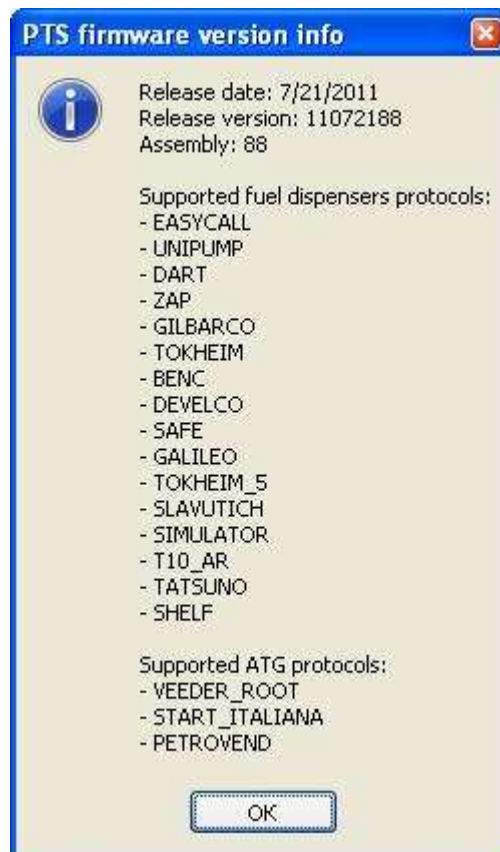 PTS firmware version info
Release date: 7/21/2011
Release version: 11072188
Assembly: 88
Supported fuel dispensers protocols:
- EASYCALL
- UNIPUMP
- DART
- ZAP
- GILBARCO
- TOKHEIM
- BENC
- DEVELCO
- SAFE
- GALILEO
- TOKHEIM_5
- SLAVUTICH
- SIMULATOR
- T10_AR
- TATSUNO
- SHELF
Supported ATG protocols:
- VEEDER_ROOT
- START_ITALIANA
- PETROVEND
OK